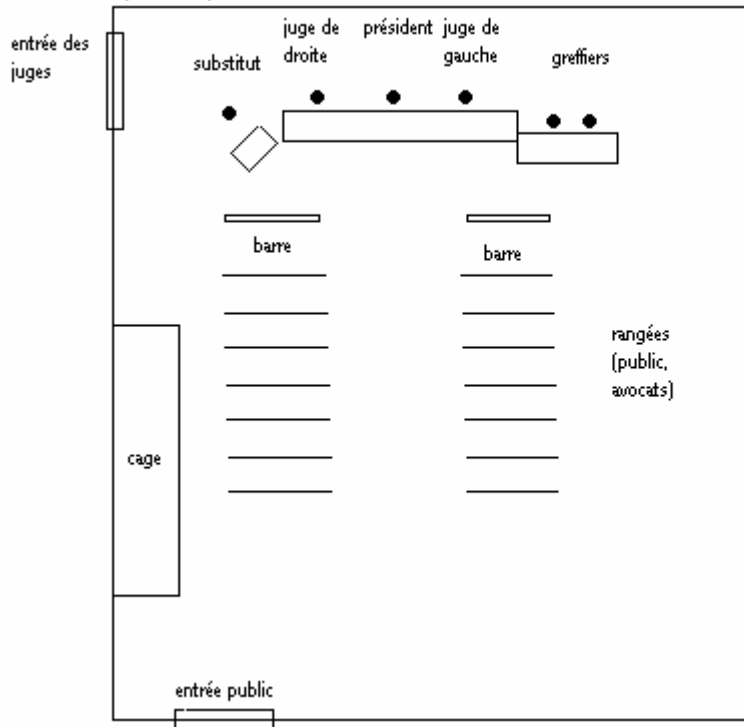 entrée des
juges
substitut
juge de
droite
président
juge de
gauche
greffiers
barre
barre
rangées
(public,
avocats)
cage
entrée public